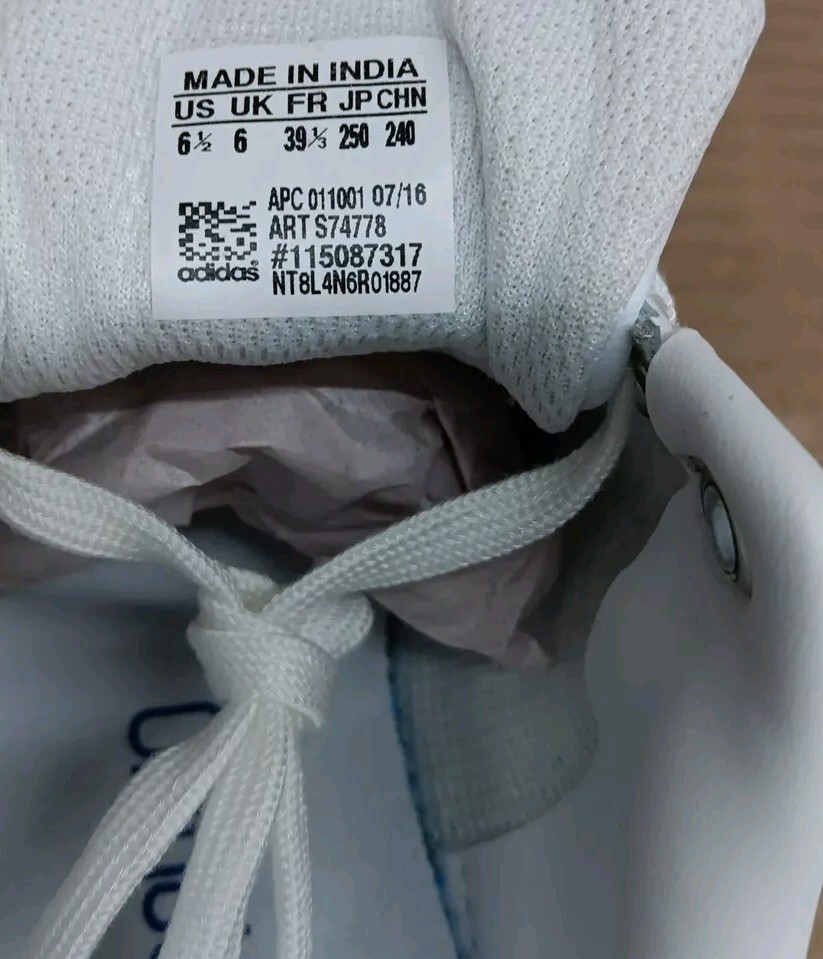 MADE IN INDIA
US UK FR JP CHN
6½ 6 39⅓ 250 240
APC 011001 07/16
ART S74778
#115087317
adidas
NT8L4N6R01887